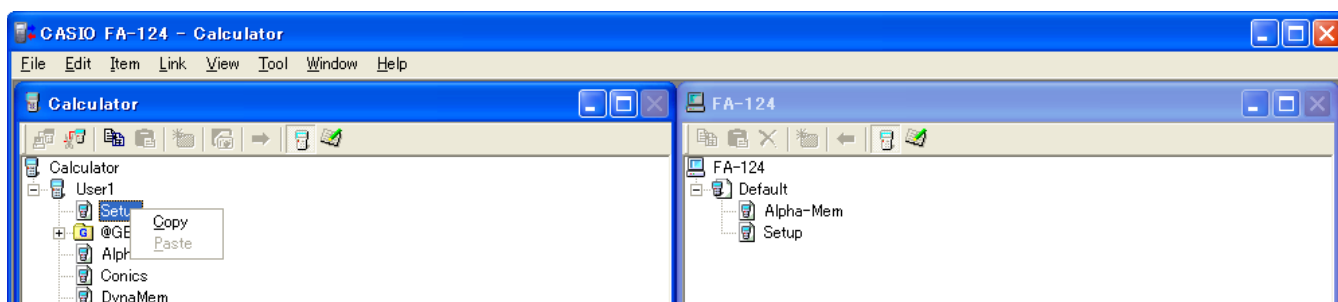 CASIO FA-124 - Calculator
File Edit Item Link View Tool Window Help
Calculator
Calculator
User1
Copy
Paste
@GE
Conics
DynaMem
FA-124
FA-124
Default
Alpha-Mem
Setup